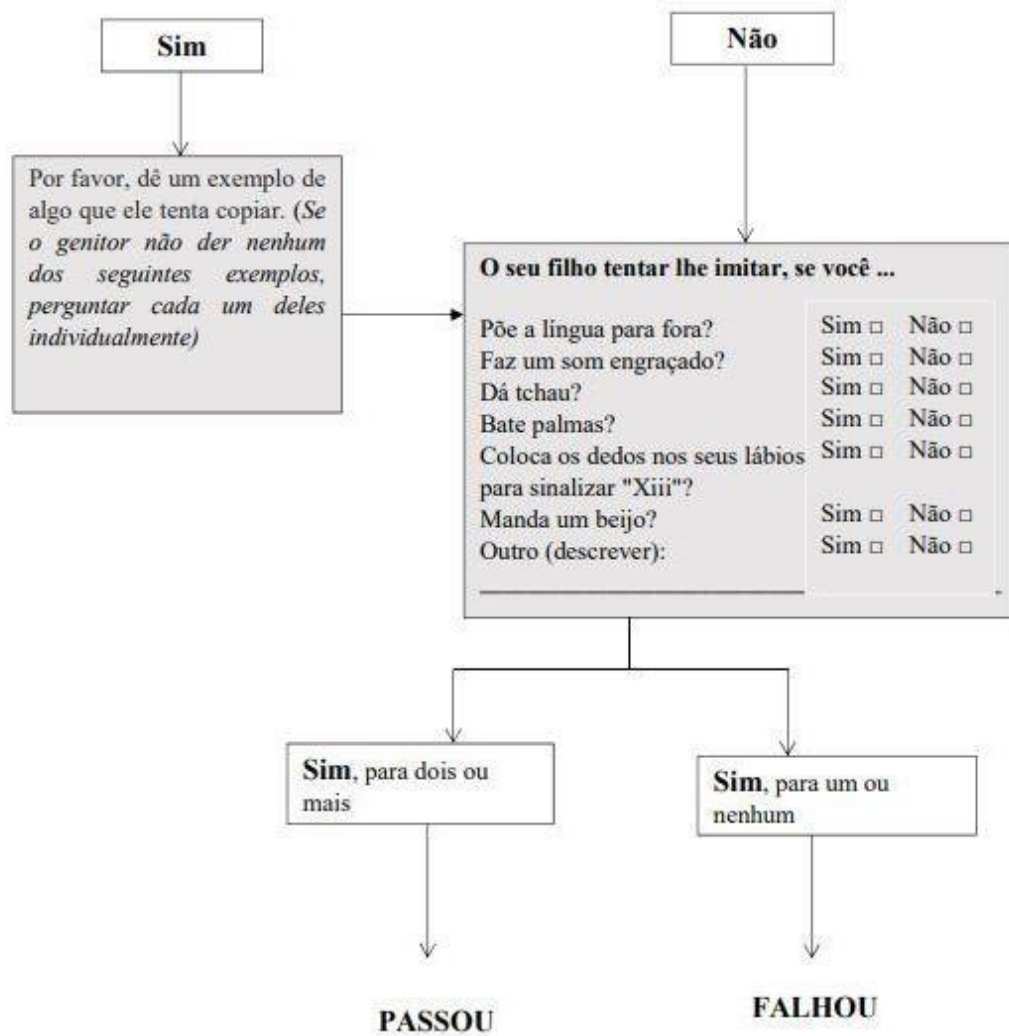 Sim
Não
Por favor, dê um exemplo de
algo que ele tenta copiar. (Se
o genitor não der nenhum
dos seguintes exemplos,
perguntar cada um deles
individualmente)
O seu filho tentar lhe imitar, se você ...
Põe a língua para fora? Sim □ Não □
Faz um som engraçado? Sim □ Não □
Dá tchau? Sim □ Não □
Bate palmas? Sim □ Não □
Coloca os dedos nos seus lábios Sim □ Não □
para sinalizar "Xiii"?
Manda um beijo? Sim □ Não □
Outro (descrever): Sim □ Não □
Sim, para dois ou
mais
Sim, para um ou
nenhum
PASSOU
FALHOU